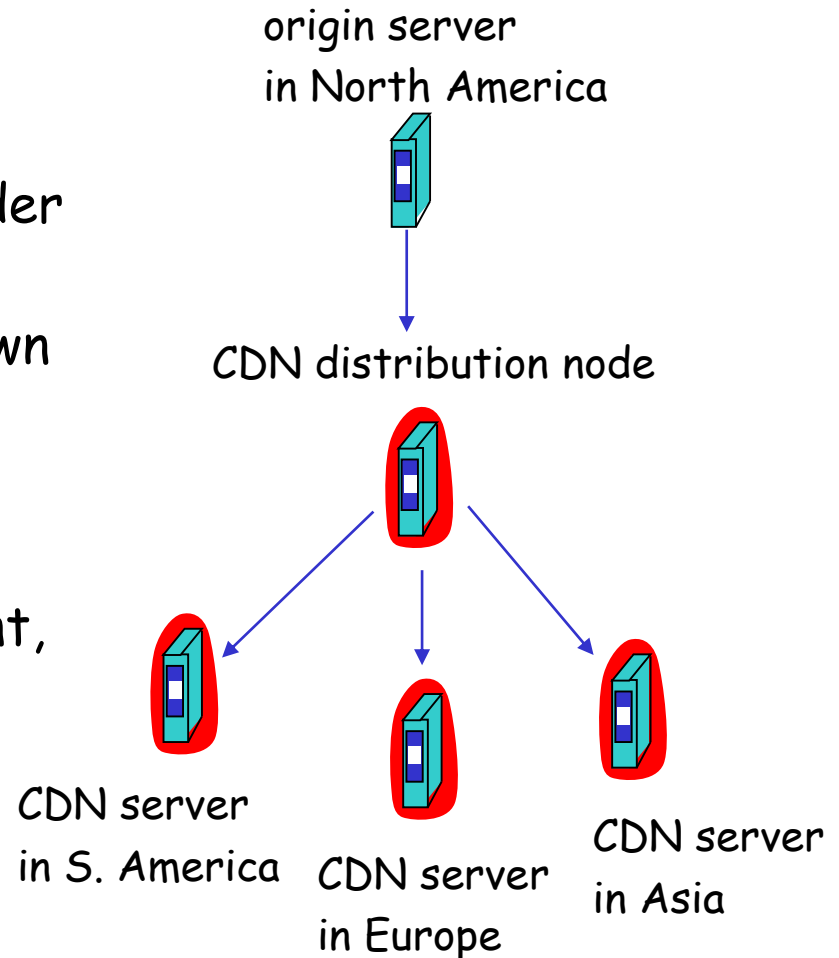 origin server
in North America
CDN distribution node
CDN server
in S. America
CDN server
in Europe
CDN server
in Asia